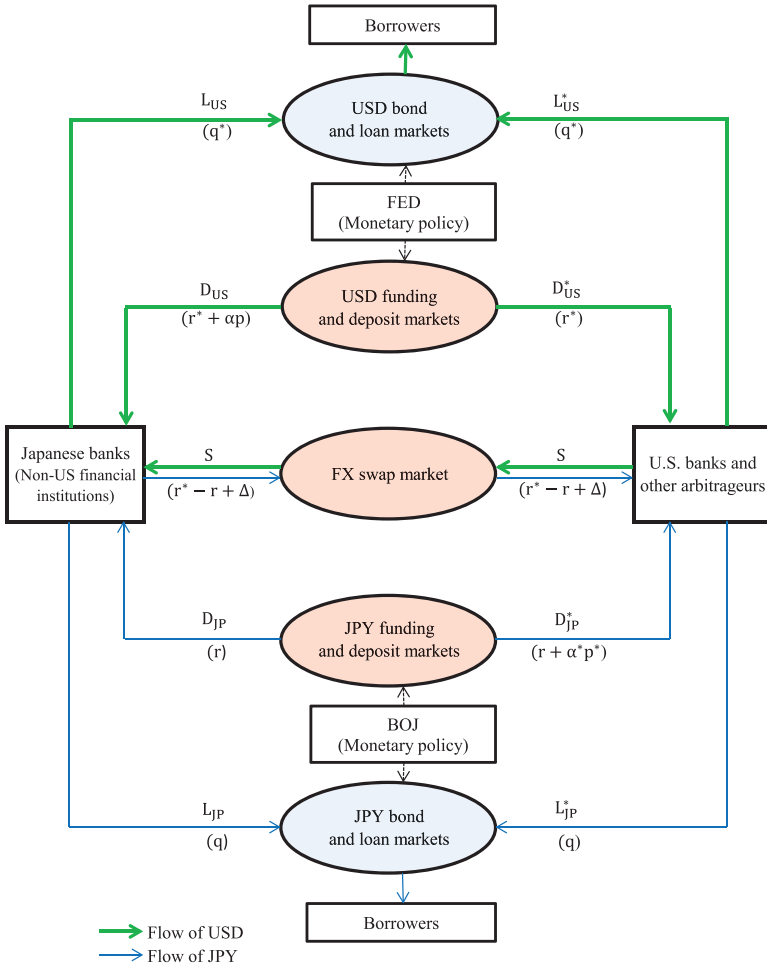 Borrowers
L_US
(q*)
USD bond
and loan markets
L*_US
(q*)
FED
(Monetary policy)
D_US
(r* + αp)
USD funding
and deposit markets
D*_US
(r*)
Japanese banks
(Non-US financial
institutions)
S
(r* − r + Δ)
FX swap market
S
(r* − r + Δ)
U.S. banks and
other arbitrageurs
D_JP
(r)
JPY funding
and deposit markets
D*_JP
(r + α*p*)
BOJ
(Monetary policy)
L_JP
(q)
JPY bond
and loan markets
L*_JP
(q)
Borrowers
Flow of USD
Flow of JPY